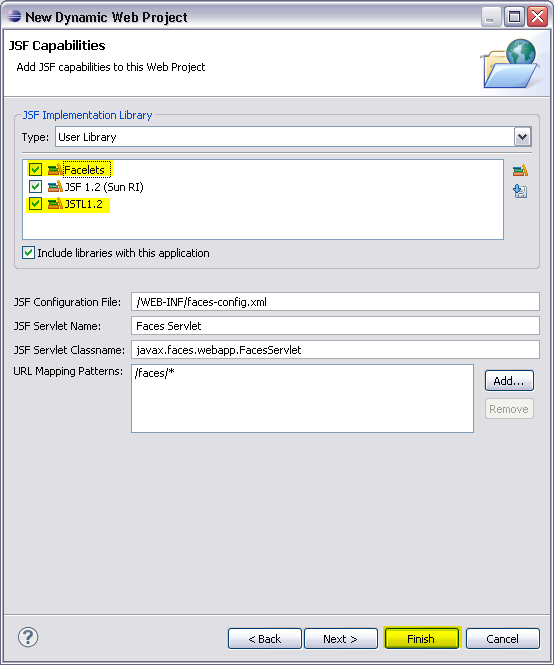 New Dynamic Web Project
JSF Capabilities
Add JSF capabilities to this Web Project
JSF Implementation Library
Type: User Library
Facelets
JSF 1.2 (Sun RI)
JSTL1.2
Include libraries with this application
JSF Configuration File: /WEB-INF/faces-config.xml
JSF Servlet Name: Faces Servlet
JSF Servlet Classname: javax.faces.webapp.FacesServlet
URL Mapping Patterns: /faces/* Add...
Remove
? < Back Next > Finish Cancel